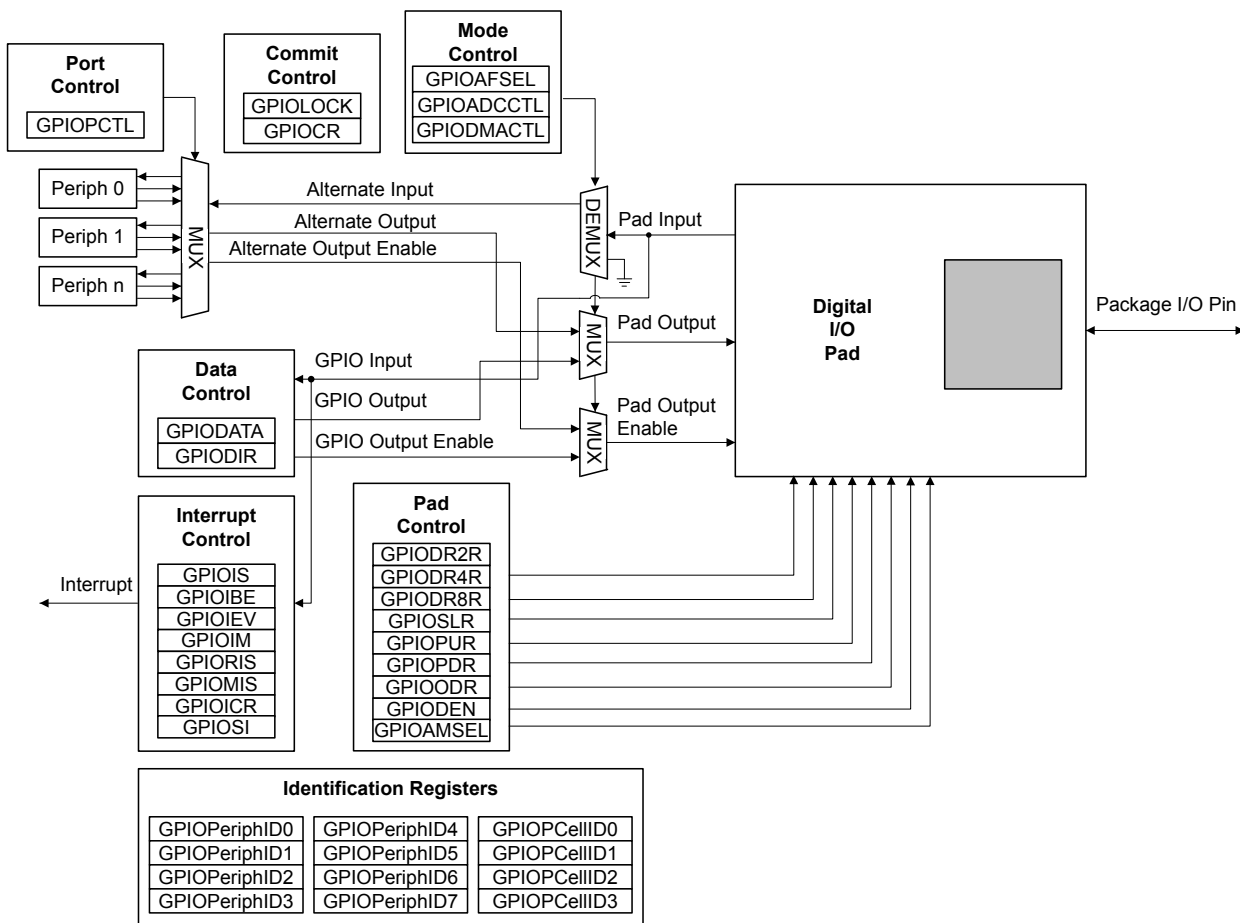 Port
Control
GPIOPCTL
Commit
Control
GPIOLOCK
GPIOCR
Mode
Control
GPIOAFSEL
GPIOADCCTL
GPIODMACTL
Periph 0
Periph 1
Periph n
MUX
Alternate Input
Alternate Output
Alternate Output Enable
DEMUX
Pad Input
MUX
Pad Output
MUX
Pad Output
Enable
Digital
I/O
Pad
Package I/O Pin
Data
Control
GPIODATA
GPIODIR
GPIO Input
GPIO Output
GPIO Output Enable
Interrupt
Control
GPIOIS
GPIOIBE
GPIOIEV
GPIOIM
GPIORIS
GPIOMIS
GPIOICR
GPIOSI
Interrupt
Pad
Control
GPIODR2R
GPIODR4R
GPIODR8R
GPIOSLR
GPIOPUR
GPIOPDR
GPIOODR
GPIODEN
GPIOAMSEL
Identification Registers
GPIOPeriphID0
GPIOPeriphID1
GPIOPeriphID2
GPIOPeriphID3
GPIOPeriphID4
GPIOPeriphID5
GPIOPeriphID6
GPIOPeriphID7
GPIOPCellID0
GPIOPCellID1
GPIOPCellID2
GPIOPCellID3